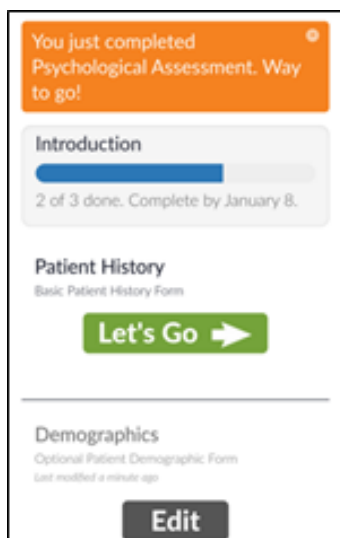 You just completed
Psychological Assessment. Way
to go!
Introduction
2 of 3 done. Complete by January 8.
Patient History
Basic Patient History Form
Let's Go
Demographics
Optional Patient Demographic Form
Last modified a minute ago
Edit